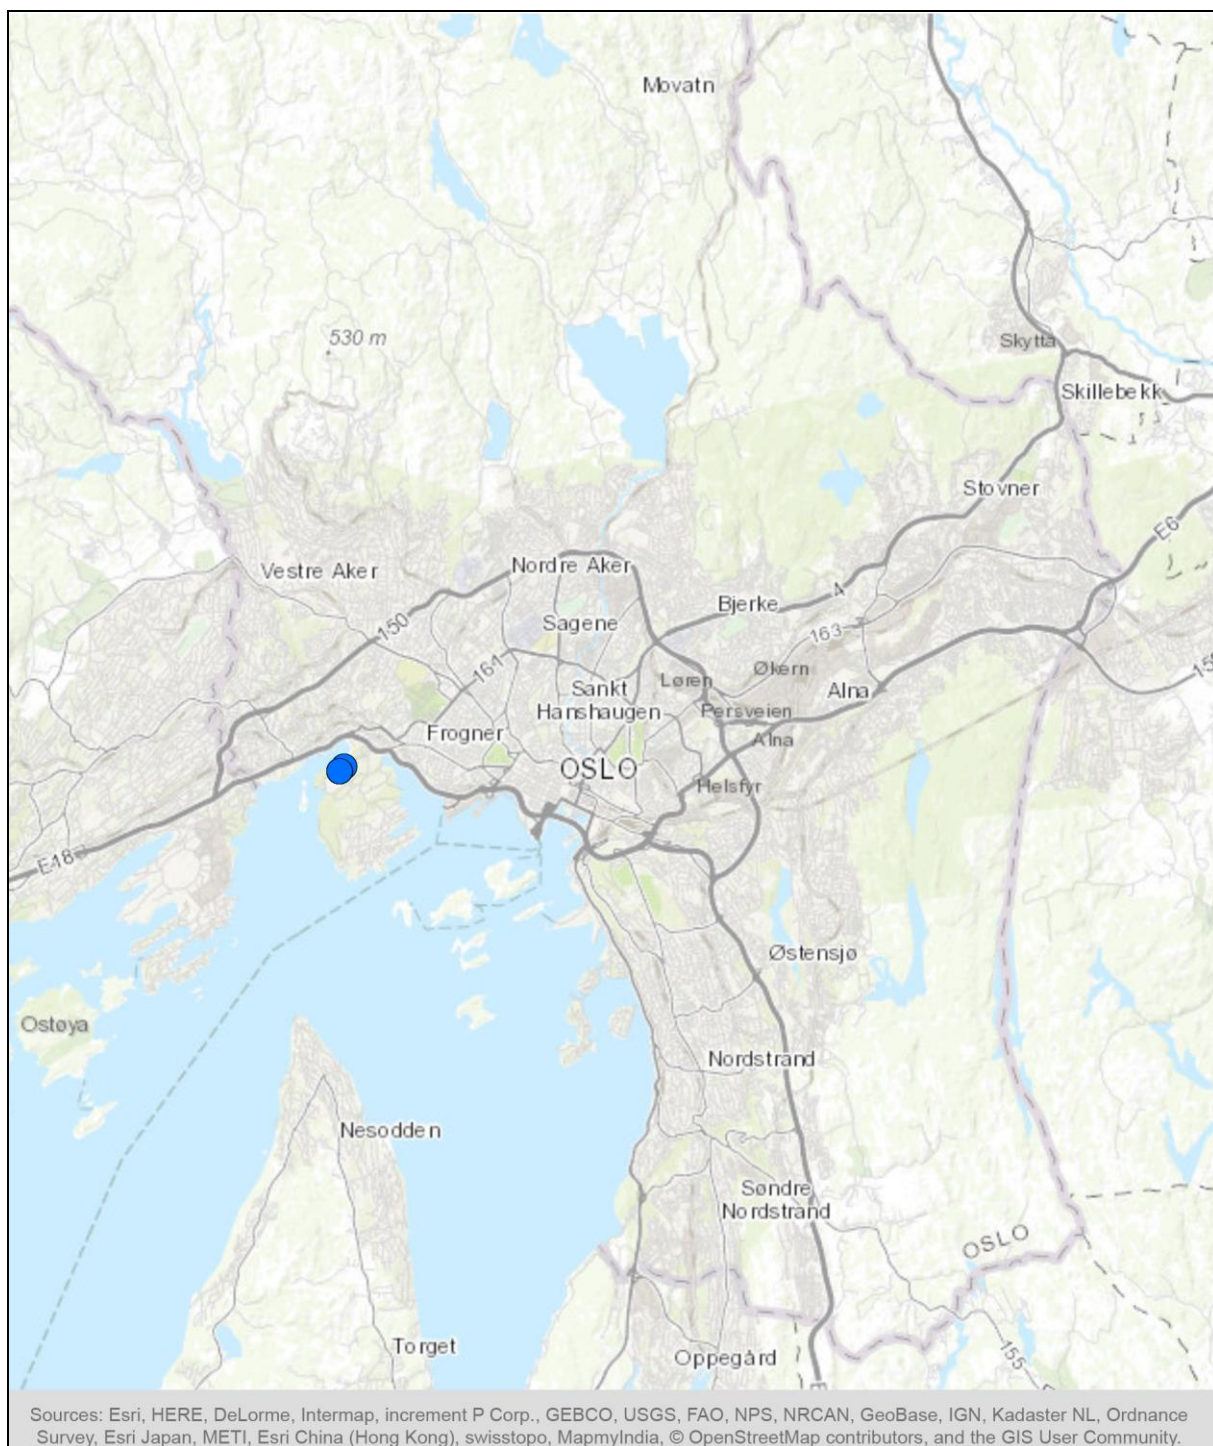 Movatn
530 m
Skytta
Skillebekk
Stovner
E6
Vestre Aker
Nordre Aker
Bjerke
4
150
Sagene
163
161
Økern
Løren
Sankt
Hanshaugen
Alna
Persveien
Frogner
Alna
OSLO
Helsfyr
E18
Østensjø
Ostøya
Nordstrand
Nesodden
Søndre
Nordstrand
OSLO
Torget
155
Oppegård
Sources: Esri, HERE, DeLorme, Intermap, increment P Corp., GEBCO, USGS, FAO, NPS, NRCAN, GeoBase, IGN, Kadaster NL, Ordnance
Survey, Esri Japan, METI, Esri China (Hong Kong), swisstopo, MapmyIndia, © OpenStreetMap contributors, and the GIS User Community.